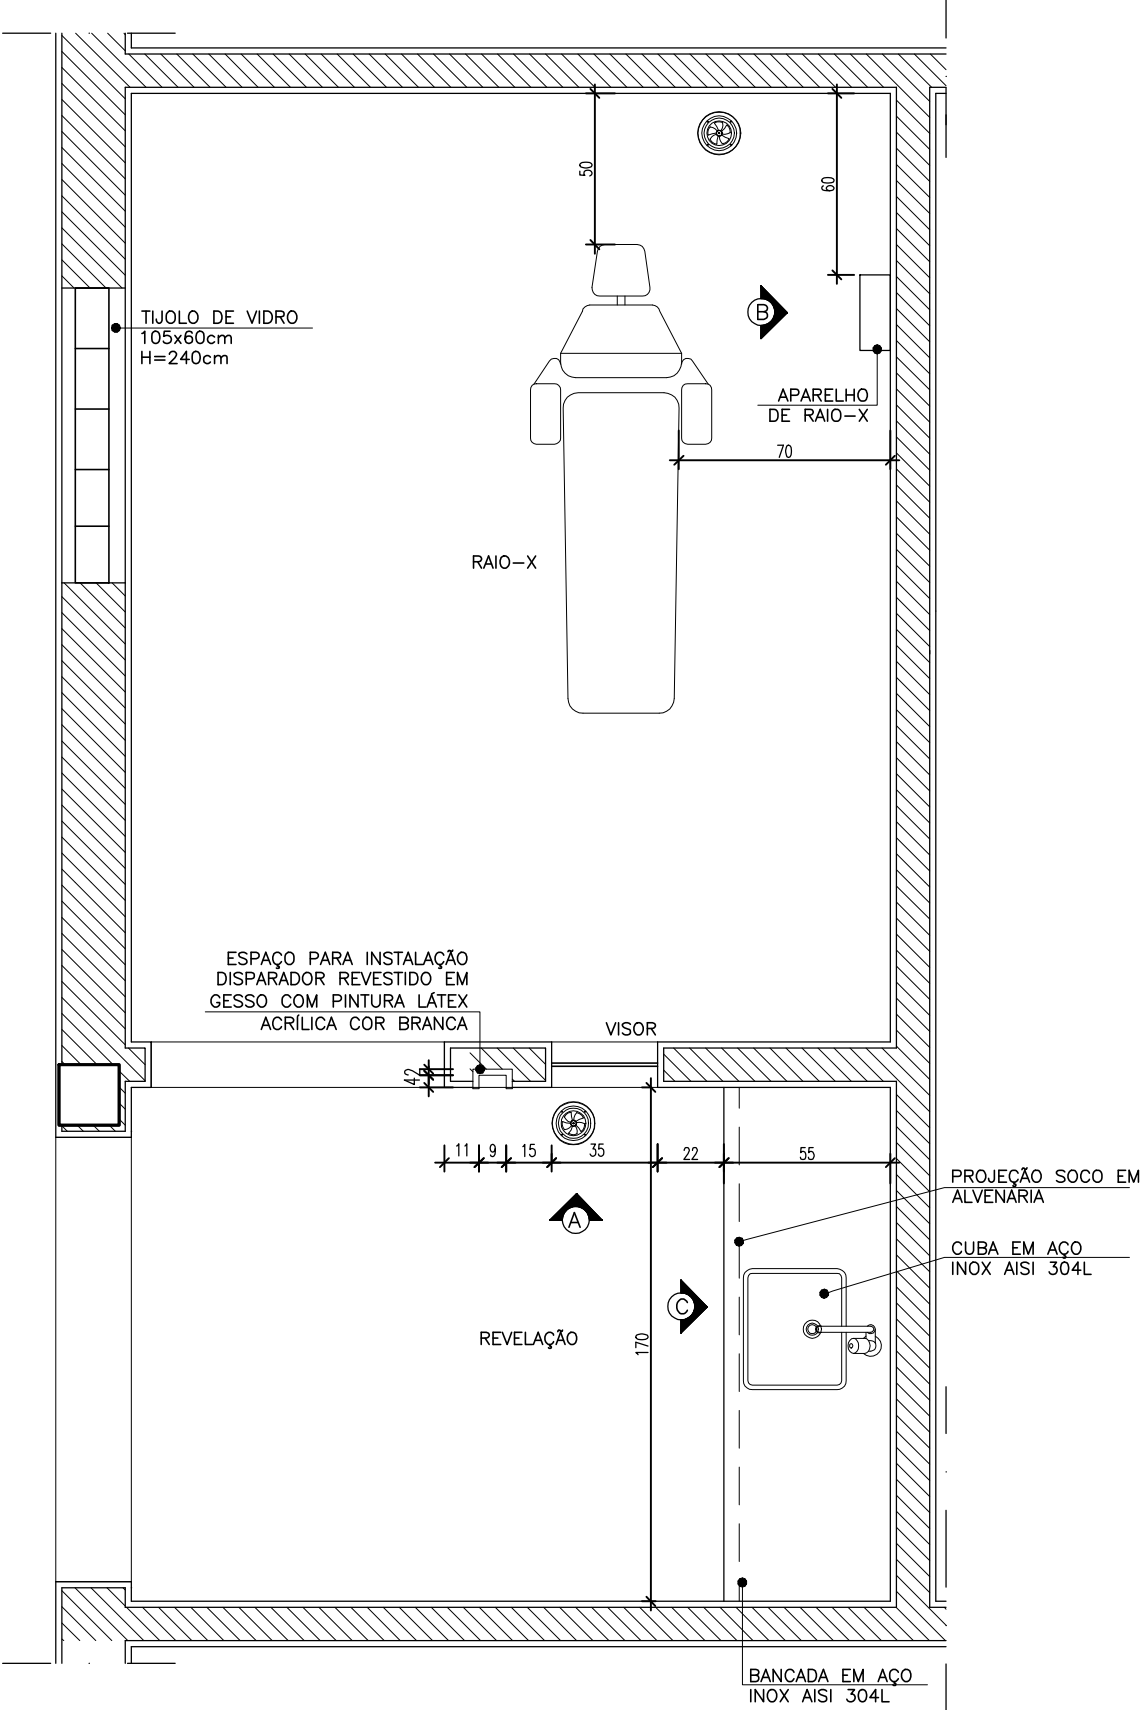 50
60
TIJOLO DE VIDRO
105x60cm
H=240cm
B
APARELHO
DE RAIO-X
70
RAIO-X
ESPAÇO PARA INSTALAÇÃO
DISPARADOR REVESTIDO EM
GESSO COM PINTURA LÁTEX
ACRÍLICA COR BRANCA
VISOR
42
11 9 15 35 22 55
PROJEÇÃO SOCO EM
ALVENARIA
A
CUBA EM AÇO
INOX AISI 304L
C
REVELAÇÃO
170
BANCADA EM AÇO
INOX AISI 304L